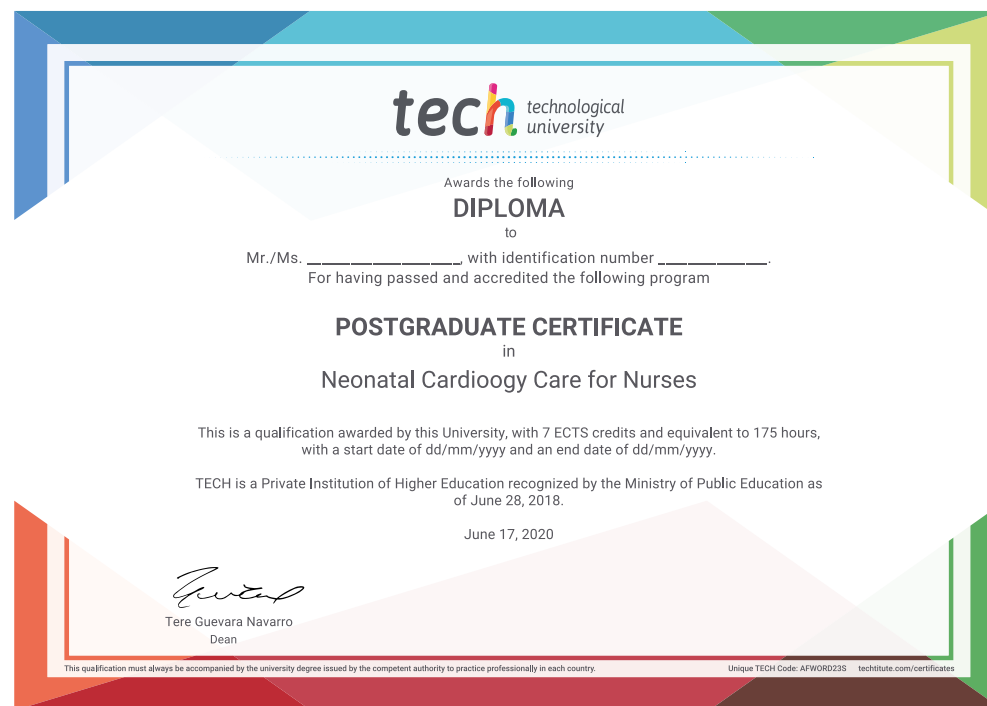 tech technological
university
Awards the following
DIPLOMA
to
Mr./Ms. ____________________, with identification number ______________.
For having passed and accredited the following program
POSTGRADUATE CERTIFICATE
in
Neonatal Cardioogy Care for Nurses
This is a qualification awarded by this University, with 7 ECTS credits and equivalent to 175 hours,
with a start date of dd/mm/yyyy and an end date of dd/mm/yyyy.
TECH is a Private Institution of Higher Education recognized by the Ministry of Public Education as
of June 28, 2018.
June 17, 2020
Tere Guevara Navarro
Dean
This qualification must always be accompanied by the university degree issued by the competent authority to practice professionally in each country.
Unique TECH Code: AFWORD23S techtitute.com/certificates